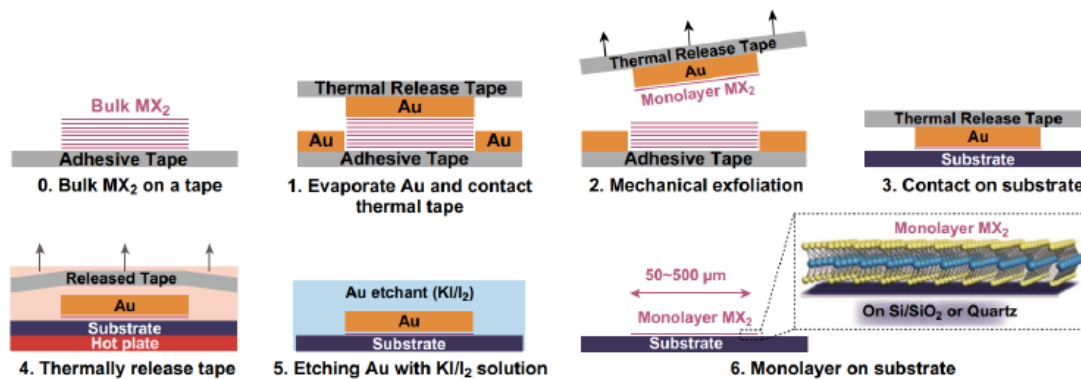 Bulk MX₂
Adhesive Tape
0. Bulk MX₂ on a tape
Thermal Release Tape
Au
Au
Au
Adhesive Tape
1. Evaporate Au and contact
thermal tape
Thermal Release Tape
Au
Monolayer MX₂
Adhesive Tape
2. Mechanical exfoliation
Thermal Release Tape
Au
Substrate
3. Contact on substrate
Released Tape
Au
Substrate
Hot plate
4. Thermally release tape
Au etchant (KI/I₂)
Au
Substrate
5. Etching Au with KI/I₂ solution
50~500 μm
Monolayer MX₂
Substrate
Monolayer MX₂
On Si/SiO₂ or Quartz
6. Monolayer on substrate